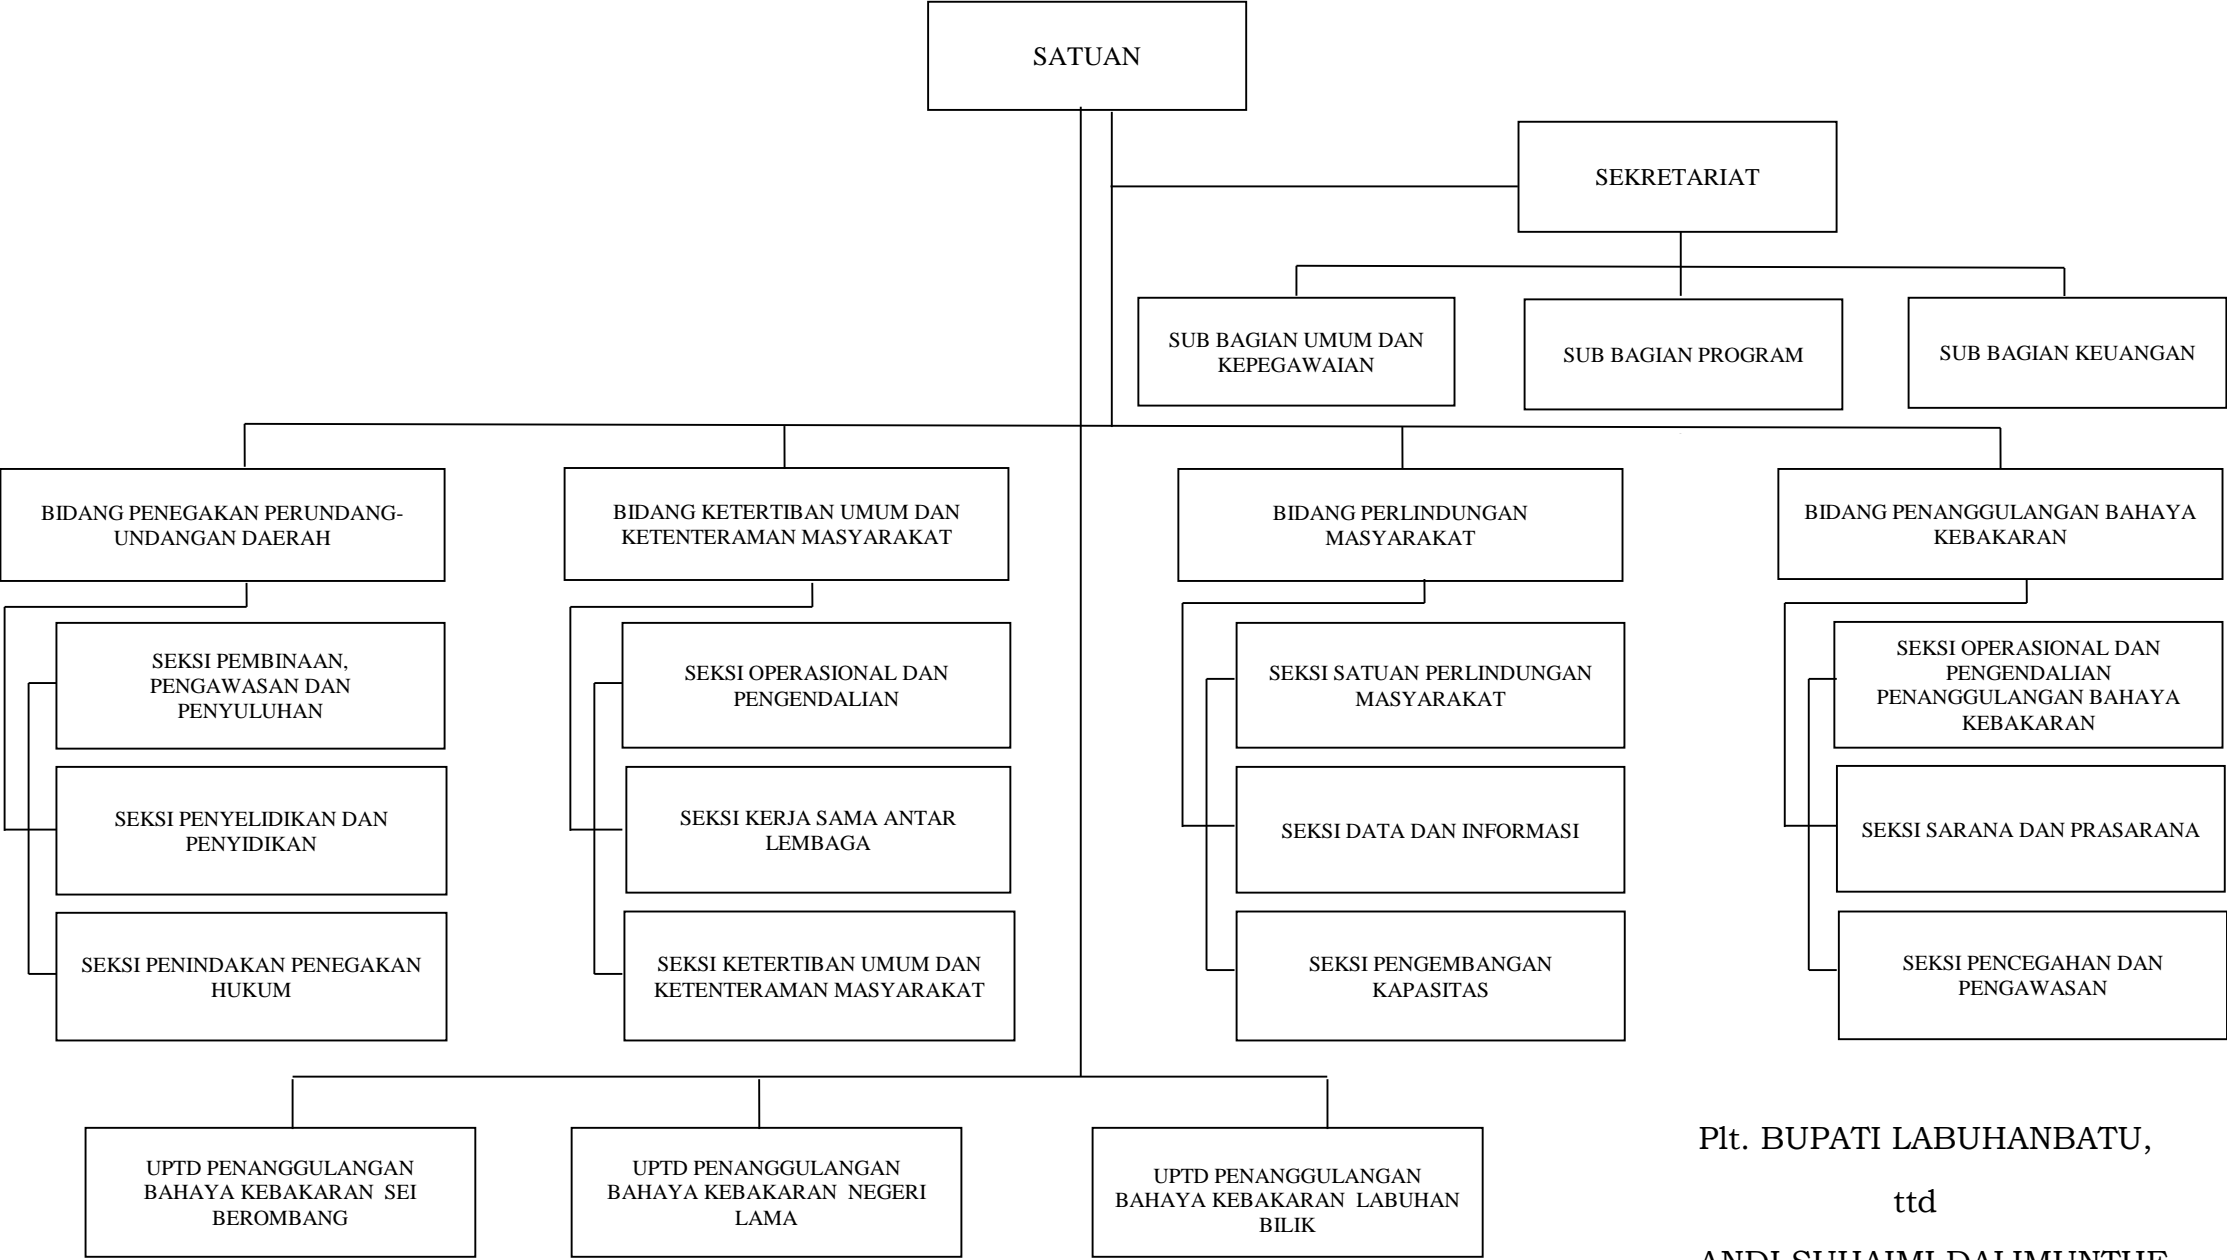 SATUAN
SEKRETARIAT
SUB BAGIAN UMUM DAN
KEPEGAWAIAN
SUB BAGIAN PROGRAM
SUB BAGIAN KEUANGAN
BIDANG PENEGAKAN PERUNDANG-
UNDANGAN DAERAH
BIDANG KETERTIBAN UMUM DAN
KETENTERAMAN MASYARAKAT
BIDANG PERLINDUNGAN
MASYARAKAT
BIDANG PENANGGULANGAN BAHAYA
KEBAKARAN
SEKSI PEMBINAAN,
PENGAWASAN DAN
PENYULUHAN
SEKSI OPERASIONAL DAN
PENGENDALIAN
SEKSI SATUAN PERLINDUNGAN
MASYARAKAT
SEKSI OPERASIONAL DAN
PENGENDALIAN
PENANGGULANGAN BAHAYA
KEBAKARAN
SEKSI PENYELIDIKAN DAN
PENYIDIKAN
SEKSI KERJA SAMA ANTAR
LEMBAGA
SEKSI DATA DAN INFORMASI
SEKSI SARANA DAN PRASARANA
SEKSI PENINDAKAN PENEGAKAN
HUKUM
SEKSI KETERTIBAN UMUM DAN
KETENTERAMAN MASYARAKAT
SEKSI PENGEMBANGAN
KAPASITAS
SEKSI PENCEGAHAN DAN
PENGAWASAN
UPTD PENANGGULANGAN
BAHAYA KEBAKARAN SEI
BEROMBANG
UPTD PENANGGULANGAN
BAHAYA KEBAKARAN NEGERI
LAMA
UPTD PENANGGULANGAN
BAHAYA KEBAKARAN LABUHAN
BILIK
Plt. BUPATI LABUHANBATU,
ttd
ANDI SUHAIMI DALIMUNTHE